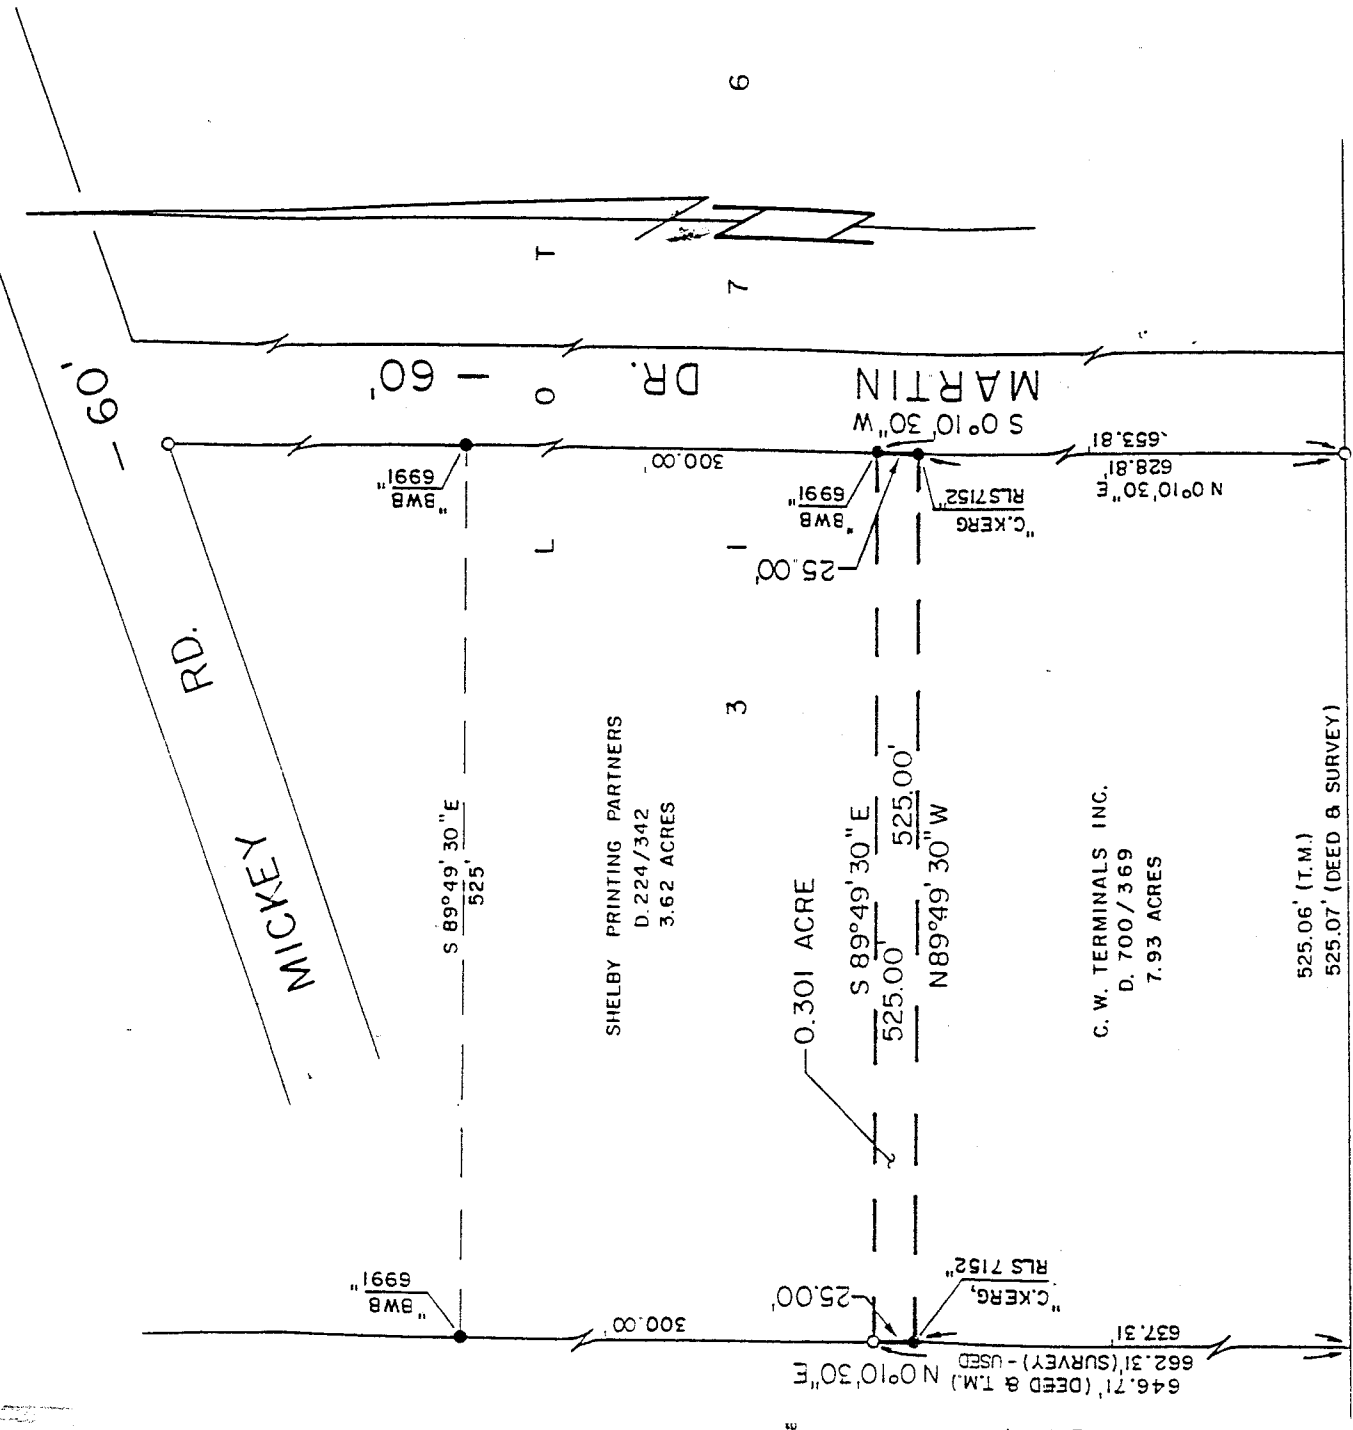 6
T
7
MARTIN DR. - 60'
O
- 60'
S 0°10' 30" W
653.81'
628.81'
N 0°10'30"E
300.00'
"BWB
6991"
"BWB
6991"
"C.KERG
RLS7152"
25.00'
L
1
MICKEY RD.
3
S 89°49' 30"E
525'
SHELBY PRINTING PARTNERS
D. 224/342
3.62 ACRES
0.301 ACRE
S 89°49' 30" E
525.00'
525.00'
N89°49' 30" W
C. W. TERMINALS INC.
D. 700/369
7.93 ACRES
525.06' (T.M.)
525.07' (DEED & SURVEY)
"BWB
6991"
300.00'
25.00'
"C.KERG,
RLS 7152"
637.31'
662.31' (SURVEY) - USED
646.71' (DEED & T.M.)
N 0°10'30"E